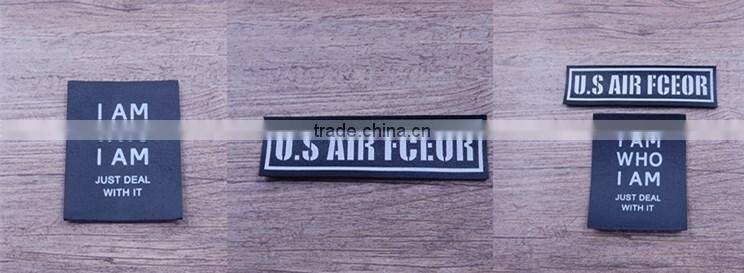 I AM
WHO
I AM
JUST DEAL
WITH IT
trade.china.cn
U.S AIR FCEOR
U.S AIR FCEOR
I AM
WHO
I AM
JUST DEAL
WITH IT